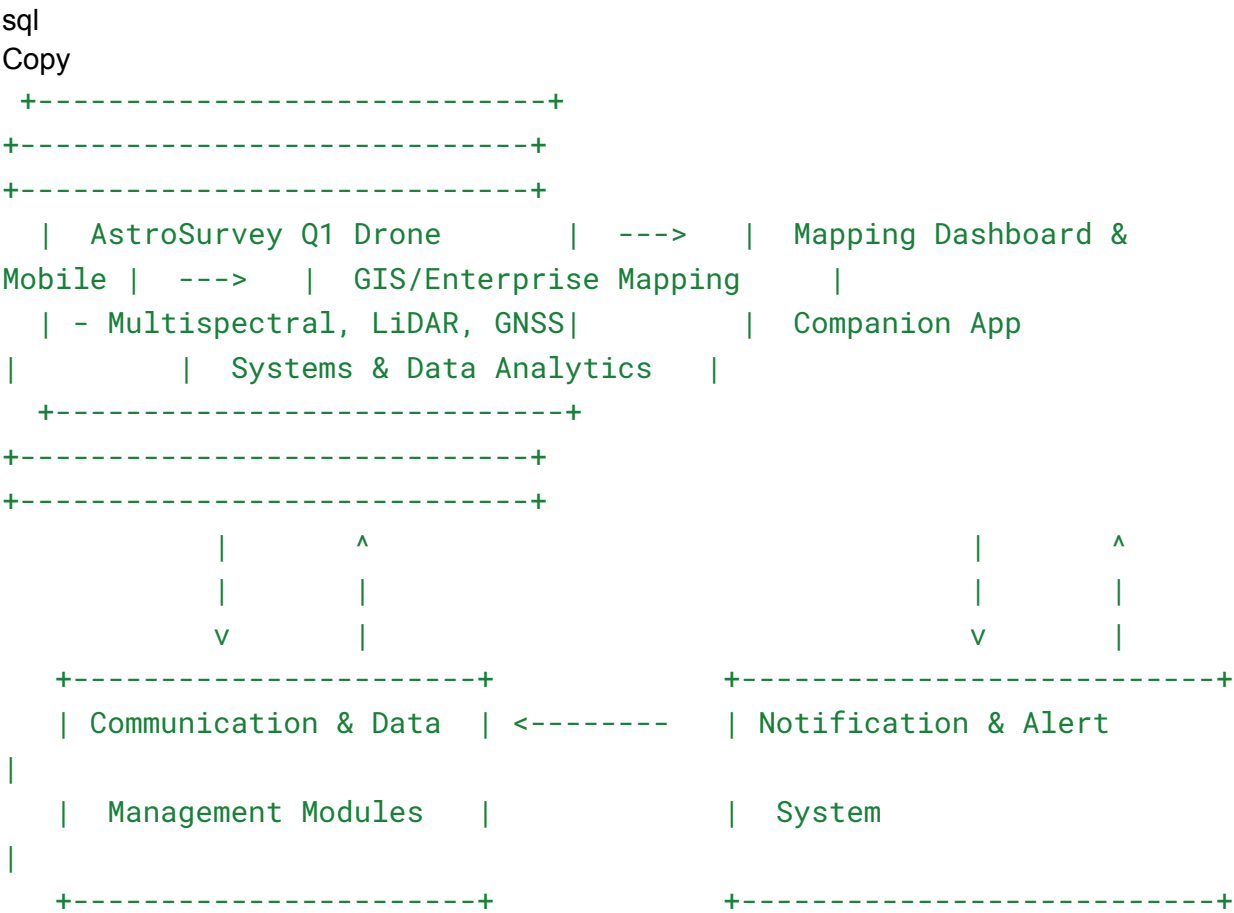 sql
Copy
 +-----------------------------+
+-----------------------------+
+-----------------------------+
  |  AstroSurvey Q1 Drone       |  --->   |  Mapping Dashboard &
Mobile |  --->   |  GIS/Enterprise Mapping     |
  | - Multispectral, LiDAR, GNSS|         |  Companion App
|         |  Systems & Data Analytics   |
  +-----------------------------+
+-----------------------------+
+-----------------------------+
            |       ^                                  |       ^
            |       |                                  |       |
            v       |                                  v       |
   +-----------------------+             +---------------------------+
   | Communication & Data  | <--------   | Notification & Alert
|
   |  Management Modules   |             |  System
|
   +-----------------------+             +---------------------------+